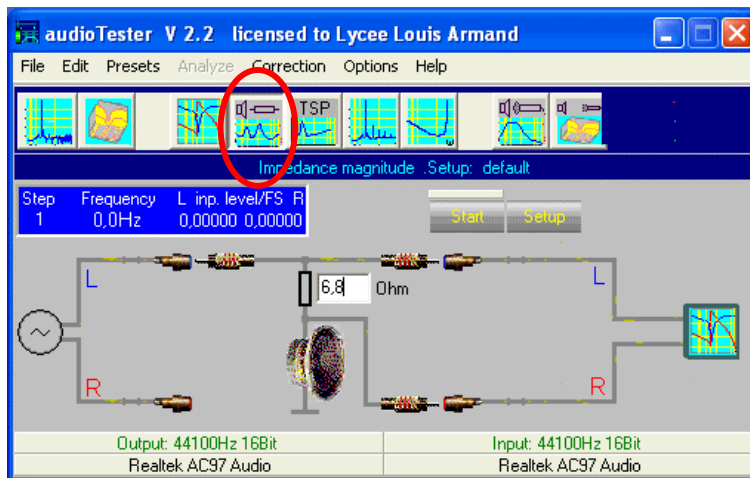 audioTester V 2.2 licensed to Lycee Louis Armand
File Edit Presets Analyze Correction Options Help
TSP
Impedance magnitude .Setup: default
Step Frequency L inp. level/FS R
1 0,0Hz 0,00000 0,00000
Start Setup
L
6,8 Ohm
L
R
R
Output: 44100Hz 16Bit Input: 44100Hz 16Bit
Realtek AC97 Audio Realtek AC97 Audio